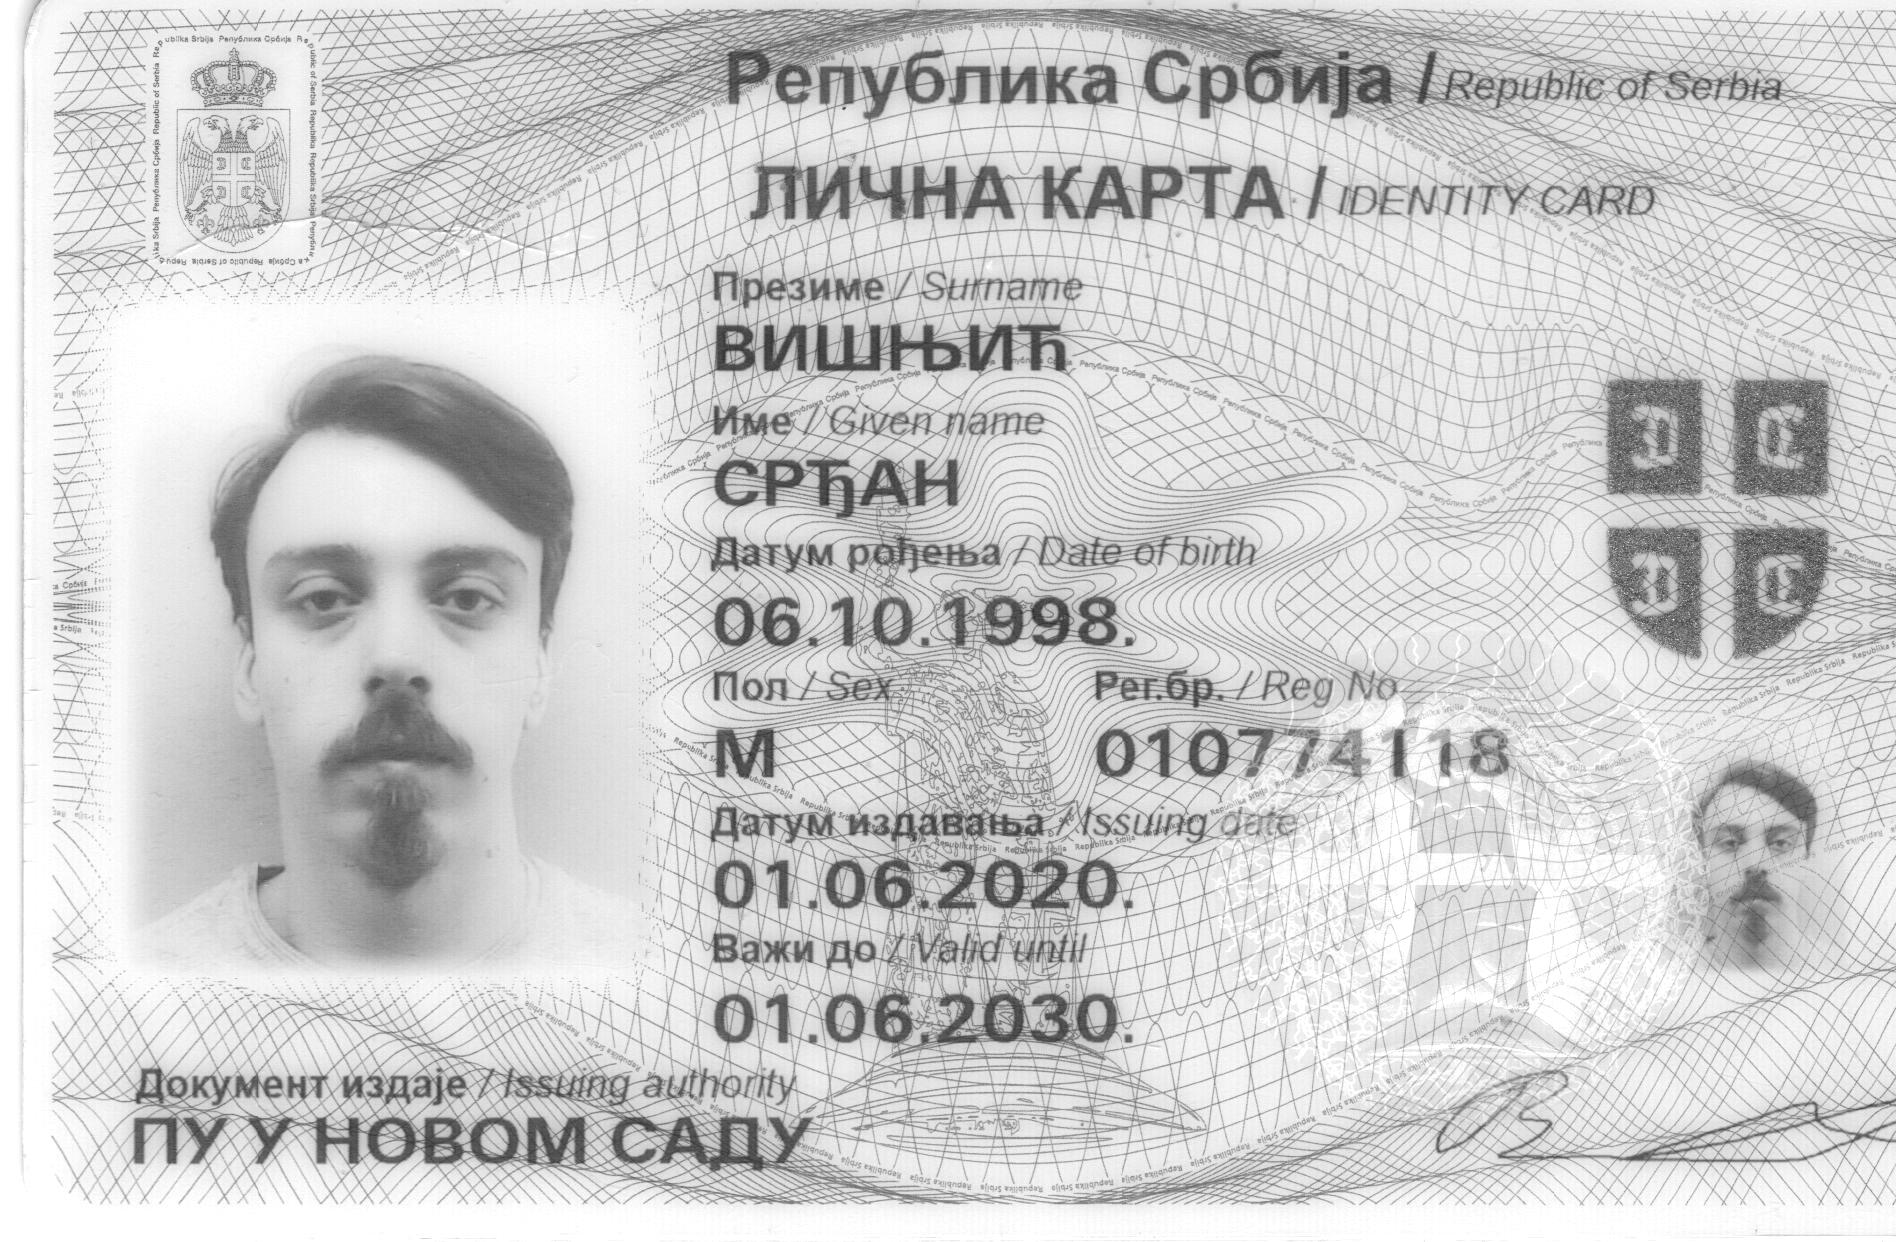 Република Србија / Republic of Serbia
ЛИЧНА КАРТА / IDENTITY CARD
Презиме / Surname
ВИШЊИЋ
Име / Given name
СРЂАН
Датум рођења / Date of birth
06.10.1998.
Пол / Sex
Рег.бр. / Reg No
М
010774118
Датум издавања / Issuing date
01.06.2020.
Важи до / Valid until
01.06.2030.
Документ издаје / Issuing authority
ПУ У НОВОМ САДУ